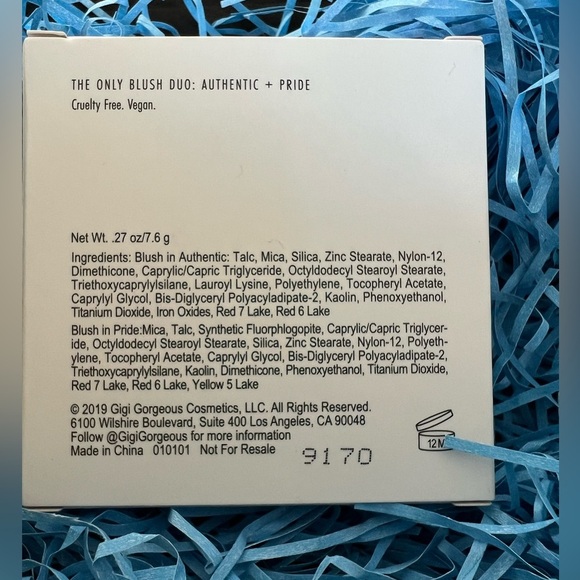 THE ONLY BLUSH DUO: AUTHENTIC + PRIDE
Cruelty Free. Vegan.
Net Wt. .27 oz/7.6 g
Ingredients: Blush in Authentic: Talc, Mica, Silica, Zinc Stearate, Nylon-12,
Dimethicone, Caprylic/Capric Triglyceride, Octyldodecyl Stearoyl Stearate,
Triethoxycaprylylsilane, Lauroyl Lysine, Polyethylene, Tocopheryl Acetate,
Caprylyl Glycol, Bis-Diglyceryl Polyacyladipate-2, Kaolin, Phenoxyethanol,
Titanium Dioxide, Iron Oxides, Red 7 Lake, Red 6 Lake
Blush in Pride:Mica, Talc, Synthetic Fluorphlogopite, Caprylic/Capric Triglycer-
ide, Octyldodecyl Stearoyl Stearate, Silica, Zinc Stearate, Nylon-12, Polyeth-
ylene, Tocopheryl Acetate, Caprylyl Glycol, Bis-Diglyceryl Polyacyladipate-2,
Triethoxycaprylylsilane, Kaolin, Dimethicone, Phenoxyethanol, Titanium Dioxide,
Red 7 Lake, Red 6 Lake, Yellow 5 Lake
© 2019 Gigi Gorgeous Cosmetics, LLC. All Rights Reserved.
6100 Wilshire Boulevard, Suite 400 Los Angeles, CA 90048
Follow @GigiGorgeous for more information
Made in China 010101 Not For Resale
9170
12 M